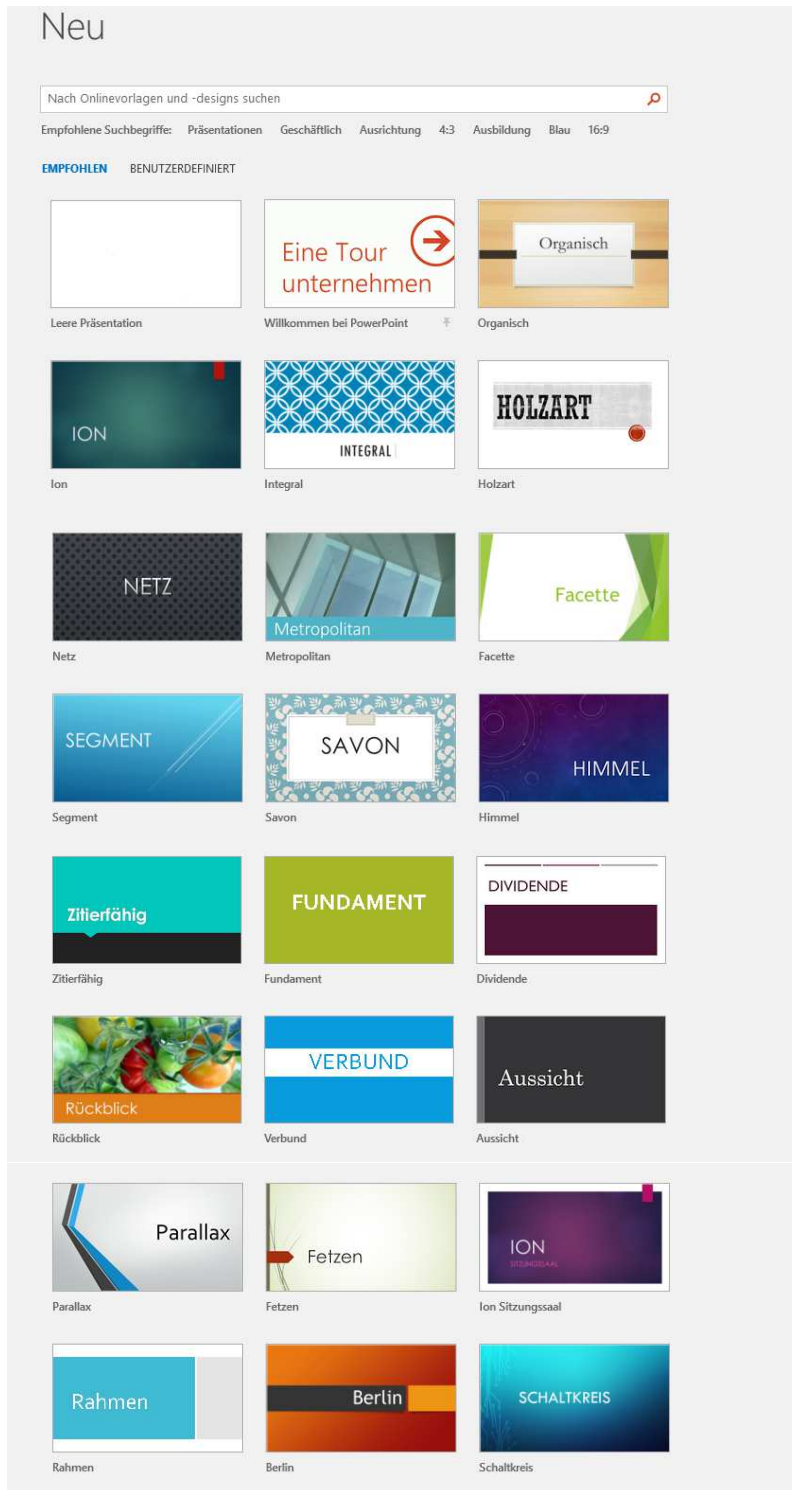 Neu
Nach Onlinevorlagen und -designs suchen
Empfohlene Suchbegriffe: Präsentationen Geschäftlich Ausrichtung 4:3 Ausbildung Blau 16:9
EMPFOHLEN BENUTZERDEFINIERT
Eine Tour
unternehmen
Organisch
Leere Präsentation
Willkommen bei PowerPoint
Organisch
ION
INTEGRAL
HOLZART
Ion
Integral
Holzart
NETZ
Metropolitan
Facette
Netz
Metropolitan
Facette
SEGMENT
SAVON
HIMMEL
Segment
Savon
Himmel
Zitierfähig
FUNDAMENT
DIVIDENDE
Zitierfähig
Fundament
Dividende
Rückblick
VERBUND
Aussicht
Rückblick
Verbund
Aussicht
Parallax
Fetzen
ION
SITZUNGSSAAL
Parallax
Fetzen
Ion Sitzungssaal
Rahmen
Berlin
SCHALTKREIS
Rahmen
Berlin
Schaltkreis